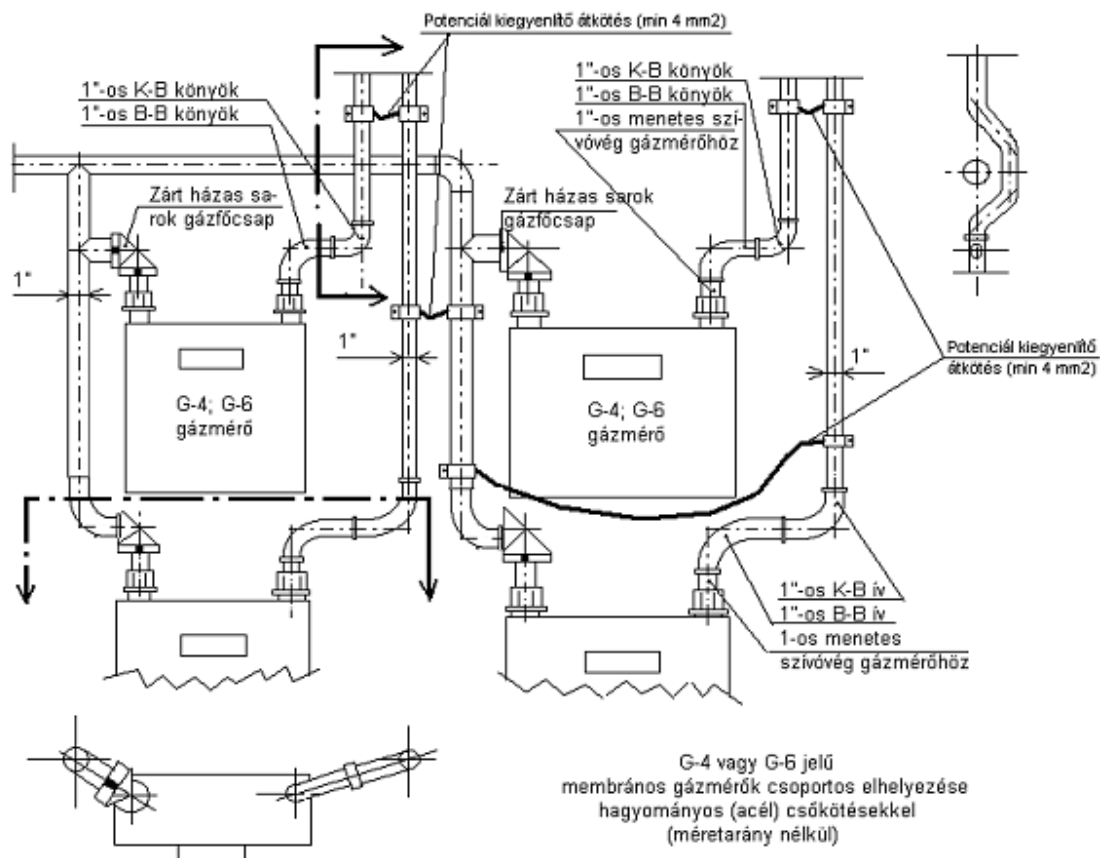 Potenciál kiegyenlítő átkötés (min 4 mm2)
1"-os K-B könyök
1"-os B-B könyök
1"-os K-B könyök
1"-os B-B könyök
1"-os menetes szí-
vóvég gázmérőhöz
Zárt házas sa-
rok gázfőcsap
Zárt házas sarok
gázfőcsap
1"
1"
1"
G-4; G-6
gázmérő
G-4; G-6
gázmérő
Potenciál kiegyenlítő
átkötés (min 4 mm2)
1"-os K-B ív
1"-os B-B ív
1-os menetes
szívóvég gázmérőhöz
G-4 vagy G-6 jelű
membrános gázmérők csoportos elhelyezése
hagyományos (acél) csőkötésekkel
(méretarány nélkül)